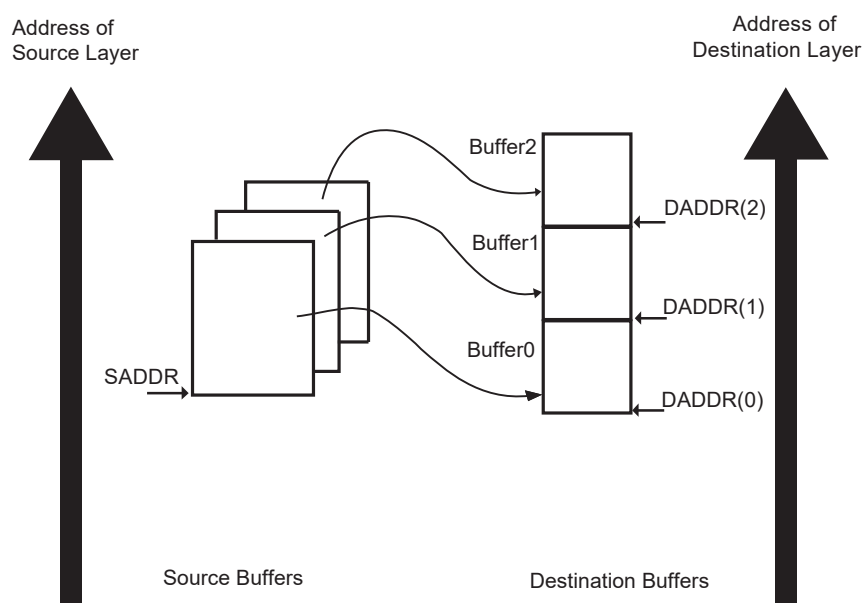 Address of
Source Layer
Address of
Destination Layer
Buffer2
DADDR(2)
Buffer1
DADDR(1)
Buffer0
SADDR
DADDR(0)
Source Buffers
Destination Buffers